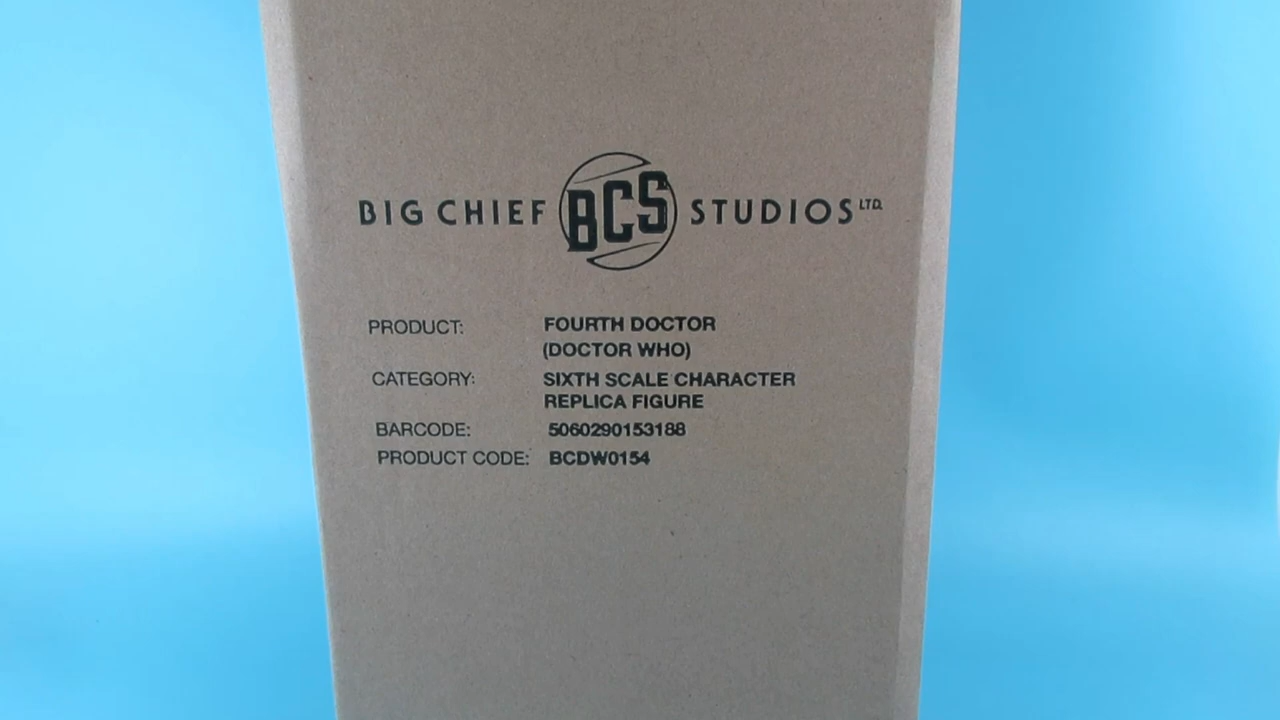 BIG CHIEF BCS STUDIOS LTD.
PRODUCT: FOURTH DOCTOR
(DOCTOR WHO)
CATEGORY: SIXTH SCALE CHARACTER
REPLICA FIGURE
BARCODE: 5060290153188
PRODUCT CODE: BCDW0154